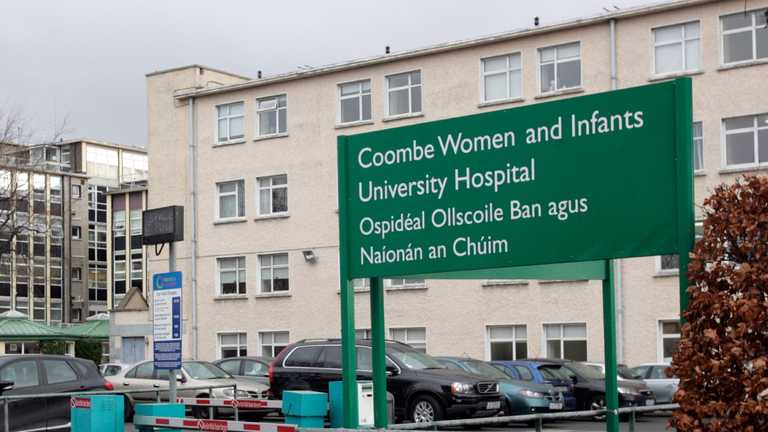 Coombe Women and Infants
University Hospital
Ospidéal Ollscoile Ban agus
Naíonán an Chúim